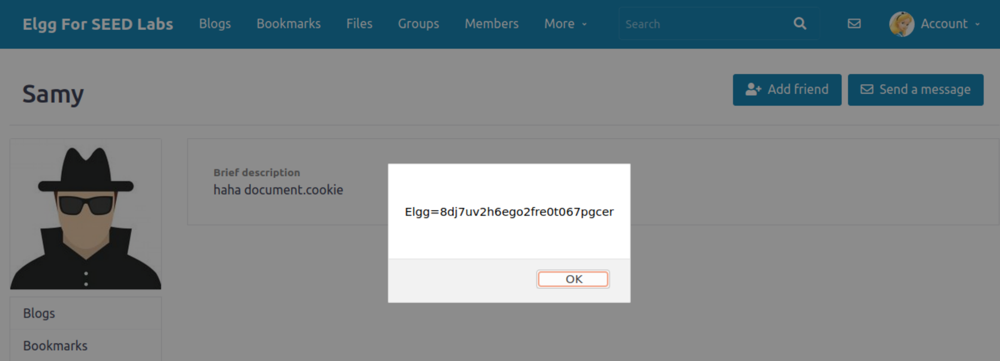 Elgg For SEED Labs Blogs Bookmarks Files Groups Members More Search Account
Samy
Add friend
Send a message
Brief description
haha document.cookie
Elgg=8dj7uv2h6ego2fre0t067pgcer
OK
Blogs
Bookmarks